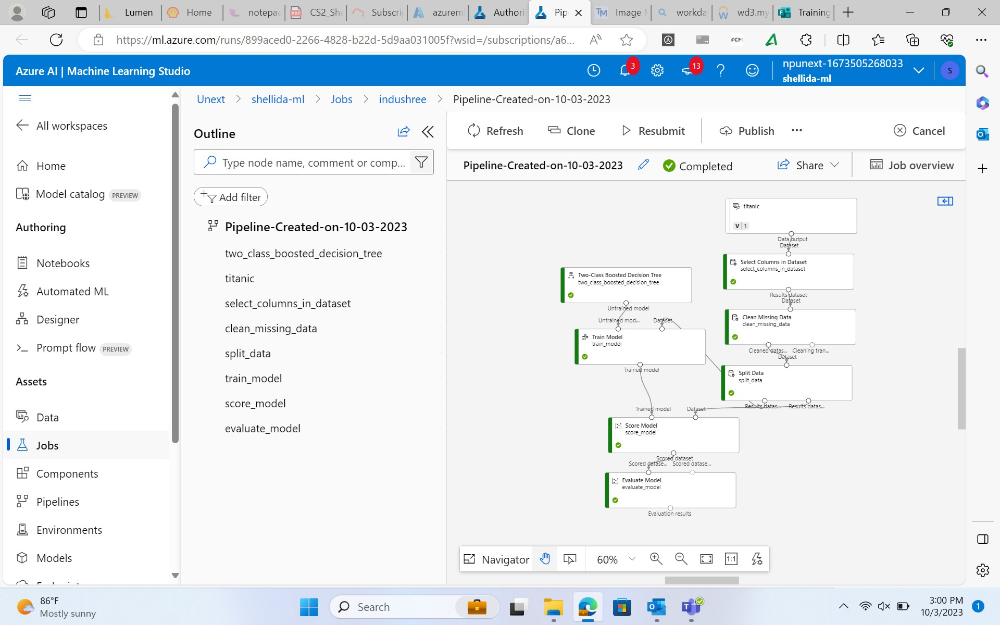 Lumen
Home
notepad
CS2_She
Subscrip
azureml
Authorin
Pip
Image
workda
wd3.my
Training
https://ml.azure.com/runs/899aced0-2266-4828-b22d-5d9aa031005f?wsid=/subscriptions/a6...
FCM
Azure AI | Machine Learning Studio
3
13
npunext-1673505268033
shellida-ml
S
Unext > shellida-ml > Jobs > indushree > Pipeline-Created-on-10-03-2023
All workspaces
Home
Model catalog PREVIEW
Authoring
Notebooks
Automated ML
Designer
Prompt flow PREVIEW
Assets
Data
Jobs
Components
Pipelines
Environments
Models
Outline
Type node name, comment or comp...
Add filter
Pipeline-Created-on-10-03-2023
two_class_boosted_decision_tree
titanic
select_columns_in_dataset
clean_missing_data
split_data
train_model
score_model
evaluate_model
Refresh
Clone
Resubmit
Publish
Cancel
Pipeline-Created-on-10-03-2023
Completed
Share
Job overview
titanic
V | 1
Data output
Dataset
Select Columns in Dataset
select_columns_in_dataset
Results dataset
Dataset
Two-Class Boosted Decision Tree
two_class_boosted_decision_tree
Untrained model
Clean Missing Data
clean_missing_data
Untrained mod...
Dataset
Train Model
train_model
Cleaned datas...
Cleaning tran...
Dataset
Trained model
Split Data
split_data
Results datas...
Results datas...
Trained model
Dataset
Score Model
score_model
Scored dataset
Scored datase...
Scored datase...
Evaluate Model
evaluate_model
Evaluation results
Navigator
60%
1:1
86°F
Mostly sunny
Search
3:00 PM
10/3/2023
1